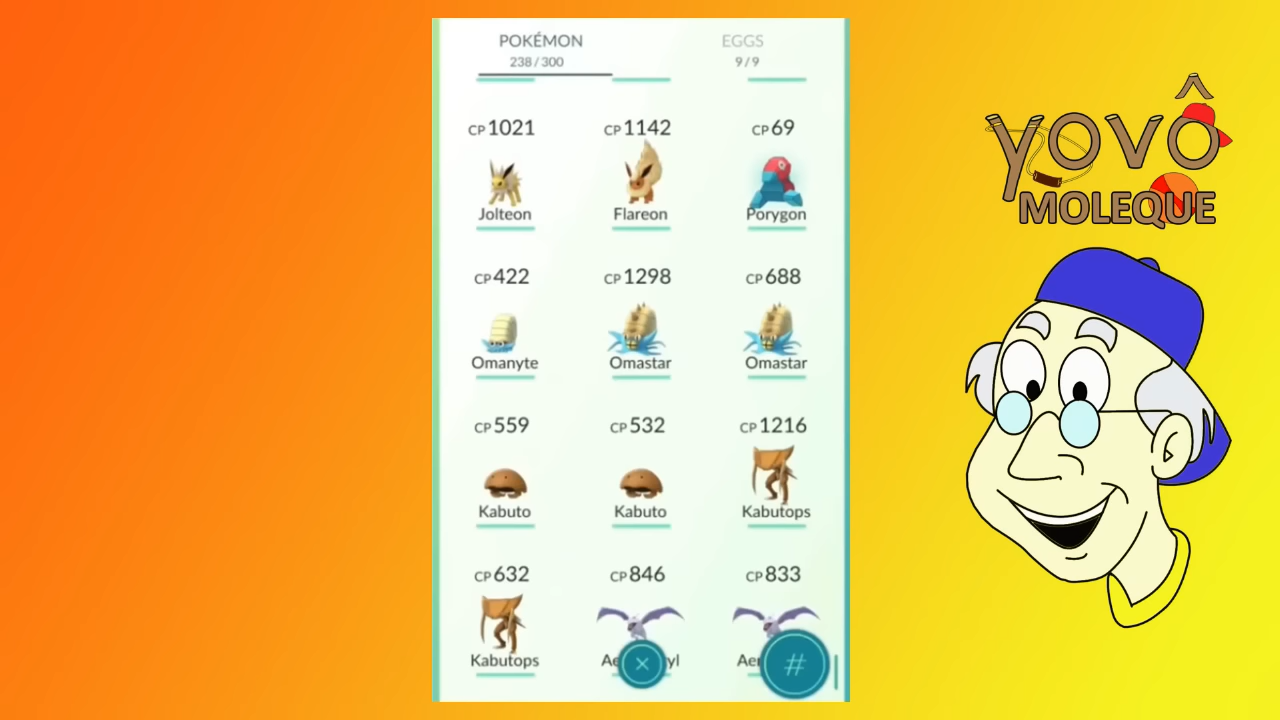 POKÉMON EGGS
238 / 300 9 / 9
CP1021 CP1142 CP69
Jolteon Flareon Porygon
CP422 CP1298 CP688
Omanyte Omastar Omastar
CP559 CP532 CP1216
Kabuto Kabuto Kabutops
CP632 CP846 CP833
Kabutops
#
YOVÔ
MOLEQUE